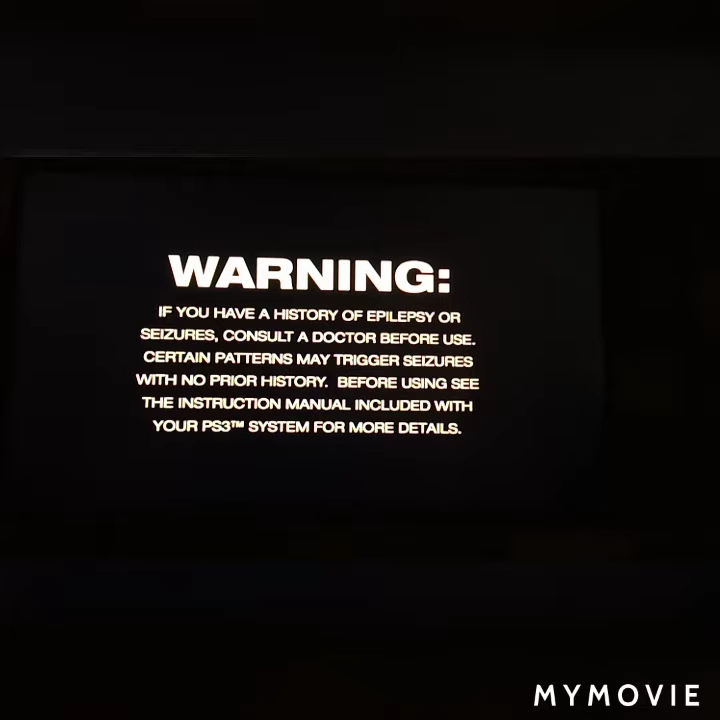 WARNING:
IF YOU HAVE A HISTORY OF EPILEPSY OR
SEIZURES, CONSULT A DOCTOR BEFORE USE.
CERTAIN PATTERNS MAY TRIGGER SEIZURES
WITH NO PRIOR HISTORY. BEFORE USING SEE
THE INSTRUCTION MANUAL INCLUDED WITH
YOUR PS3™ SYSTEM FOR MORE DETAILS.
MYMOVIE